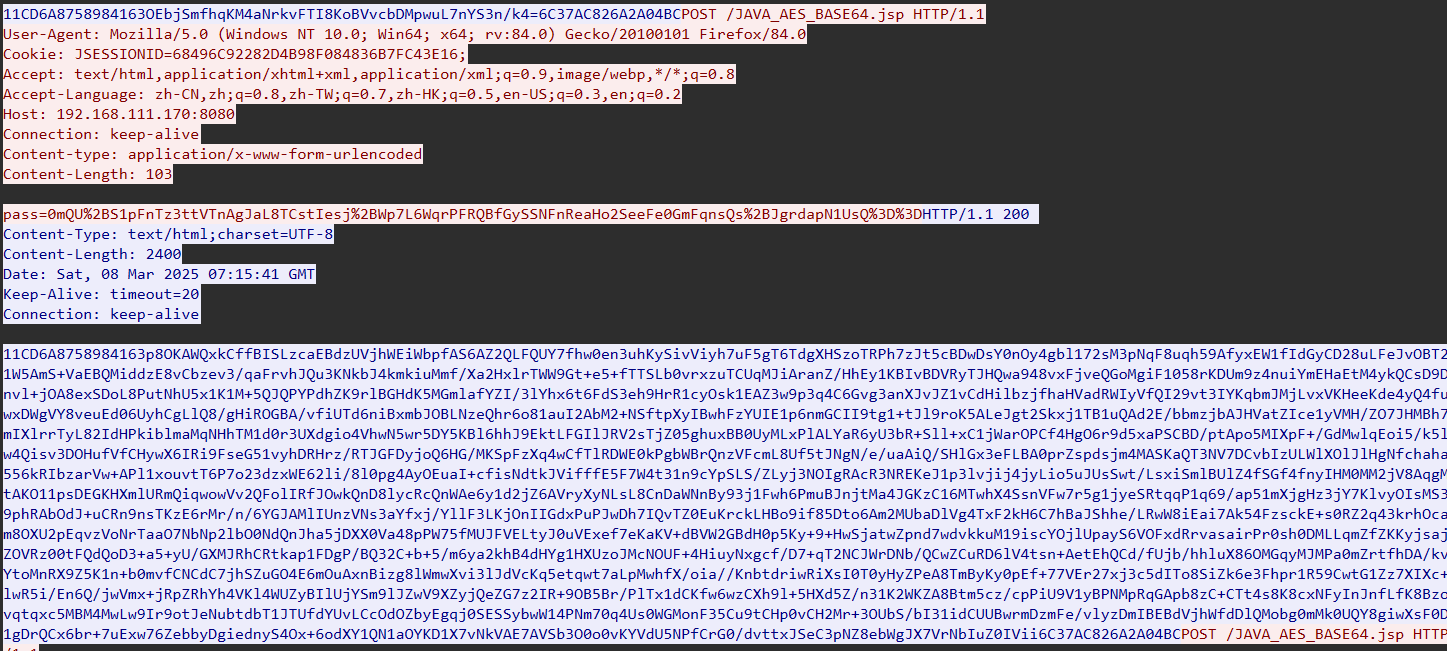 11CD6A8758984163OEbjSmfhqKM4aNrkvFTI8KoBVvcbDMpwuL7nYS3n/k4=6C37AC826A2A04BCPOST /JAVA_AES_BASE64.jsp HTTP/1.1
User-Agent: Mozilla/5.0 (Windows NT 10.0; Win64; x64; rv:84.0) Gecko/20100101 Firefox/84.0
Cookie: JSESSIONID=68496C92282D4B98F084836B7FC43E16;
Accept: text/html,application/xhtml+xml,application/xml;q=0.9,image/webp,*/*;q=0.8
Accept-Language: zh-CN,zh;q=0.8,zh-TW;q=0.7,zh-HK;q=0.5,en-US;q=0.3,en;q=0.2
Host: 192.168.111.170:8080
Connection: keep-alive
Content-type: application/x-www-form-urlencoded
Content-Length: 103
pass=0mQU%2BS1pFnTz3ttVTnAgJaL8TCstIesj%2BWp7L6WqrPFRQBfGySSNFnReaHo2SeeFe0GmFqnsQs%2BJgrdapN1UsQ%3D%3DHTTP/1.1 200
Content-Type: text/html;charset=UTF-8
Content-Length: 2400
Date: Sat, 08 Mar 2025 07:15:41 GMT
Keep-Alive: timeout=20
Connection: keep-alive
11CD6A8758984163p8OKAWQxkCffBISLzcaEBdzUVjhWEiWbpfAS6AZ2QLFQUY7fhw0en3uhKySivViyh7uF5gT6TdgXHSzoTRPh7zJt5cBDwDsY0nOy4gbl172sM3pNqF8uqh59AfyxEW1fIdGyCD28uLFeJvOBT2
1W5AmS+VaEBQMiddzE8vCbzev3/qaFrvhJQu3KNkbJ4kmkiuMmf/Xa2HxlrTWW9Gt+e5+fTTSLb0vrxzuTCUqMJiAranZ/HhEy1KBIvBDVRyTJHQwa948vxFjveQGoMgiF1058rKDUm9z4nuiYmEHaEtM4ykQCsD9D
nvl+jOA8exSDoL8PutNhU5x1K1M+5QJQPYPdhZK9rlBGHdK5MGmlafYZI/3lYhx6t6FdS3eh9HrR1cyOsk1EAZ3w9p3q4C6Gvg3anXJvJZ1vCdHilbzjfhaHVadRWIyVfQI29vt3IYKqbmJMjLvxVKHeeKde4yQ4fu
wxDWgVY8veuEd06UyhCgLlQ8/gHiROGBA/vfiUTd6niBxmbJOBLNzeQhr6o81auI2AbM2+NSftpXyIBwhFzYUIE1p6nmGCII9tg1+tJl9roK5ALeJgt2Skxj1TB1uQAd2E/bbmzjbAJHVatZIce1yVMH/ZO7JHMBh7
mIXlrrTyL82IdHPkiblmaMqNHhTM1d0r3UXdgio4VhwN5wr5DY5KBl6hhJ9EktLFGIlJRV2sTjZ05ghuxBB0UyMLxPlALYaR6yU3bR+Sll+xC1jWarOPCf4HgO6r9d5xaPSCBD/ptApo5MIXpF+/GdMwlqEoi5/k5l
w4Qisv3DOHufVfCHywX6IRi9FseG51vyhDRHrz/RTJGFDyjoQ6HG/MKSpFzXq4wCfTlRDWE0kPgbWBrQnzVFcmL8Uf5tJNgN/e/uaAiQ/SHlGx3eFLBA0prZspdsjm4MASKaQT3NV7DCvbIzULWlXOlJlHgNfchaha
556kRIbzarVw+APl1xouvtT6P7o23dzxWE62li/8l0pg4AyOEuaI+cfisNdtkJVifffE5F7W4t31n9cYpSLS/ZLyj3NOIgRAcR3NREKeJ1p3lvjij4jyLio5uJUsSwt/LsxiSmlBUlZ4fSGf4fnyIHM0MM2jV8AqgM
tAKO11psDEGKHXmlURmQiqwowVv2QFolIRfJOwkQnD8lycRcQnWAe6y1d2jZ6AVryXyNLsL8CnDaWNnBy93j1Fwh6PmuBJnjtMa4JGKzC16MTwhX4SsnVFw7r5g1jyeSRtqqP1q69/ap51mXjgHz3jY7KlvyOIsMS3
9phRAbOdJ+uCRn9nsTKzE6rMr/n/6YGJAMlIUnzVNs3aYfxj/YllF3LKjOnIIGdxPuPJwDh7IQvTZ0EuKrckLHBo9if85Dto6Am2MUbaDlVg4TxF2kH6C7hBaJShhe/LRwW8iEai7Ak54FzsckE+s0RZ2q43krhOca
m8OXU2pEqvzVoNrTaaO7NbNp2lbO0NdQnJha5jDXX0Va48pPW75fMUJFVELtyJ0uVExef7eKaKV+dBVW2GBdH0p5Ky+9+HwSjatwZpnd7wdvkkuM19iscYOjlUpayS6VOFxdRrvasairPr0sh0DMLLqmZfZKKyjsaj
ZOVRz00tFQdQoD3+a5+yU/GXMJRhCRtkap1FDgP/BQ32C+b+5/m6ya2khB4dHYg1HXUzoJMcNOUF+4HiuyNxgcf/D7+qT2NCJWrDNb/QCwZCuRD6lV4tsn+AetEhQCd/fUjb/hhluX86OMGqyMJMPa0mZrtfhDA/kv
YtoMnRX9Z5K1n+b0mvfCNCdC7jhSZuGO4E6mOuAxnBizg8lWmwXvi3lJdVcKq5etqwt7aLpMwhfX/oia//KnbtdriwRiXsI0T0yHyZPeA8TmByKy0pEf+77VEr27xj3c5dITo8SiZk6e3Fhpr1R59CwtG1Zz7XIXc+
lwR5i/En6Q/jwVmx+jRpZRhYh4VKl4WUZyBIlUjYSm9lJZwV9XZyjQeZG7z2IR+9OB5Br/PlTx1dCKfw6wzCXh9l+5HXd5Z/n31K2WKZA8Btm5cz/cpPiU9V1yBPNMpRqGApb8zC+CTt4s8K8cxNFyInJnfLfK8Bzo
vqtqxc5MBM4MwLw9Ir9otJeNubtdbT1JTUfdYUvLCcOdOZbyEgqj0SESSybwW14PNm70q4Us0WGMonF35Cu9tCHp0vCH2Mr+3OUbS/bI31idCUUBwrmDzmFe/vlyzDmIBEBdVjhWfdDlQMobg0mMk0UQY8giwXsF0D
1gDrQCx6br+7uExw76ZebbyDgiednyS4Ox+6odXY1QN1aOYKD1X7vNkVAE7AVSb3O0o0vKYVdU5NPfCrG0/dvttxJSeC3pNZ8ebWgJX7VrNbIuZ0IVii6C37AC826A2A04BCPOST /JAVA_AES_BASE64.jsp HTTP